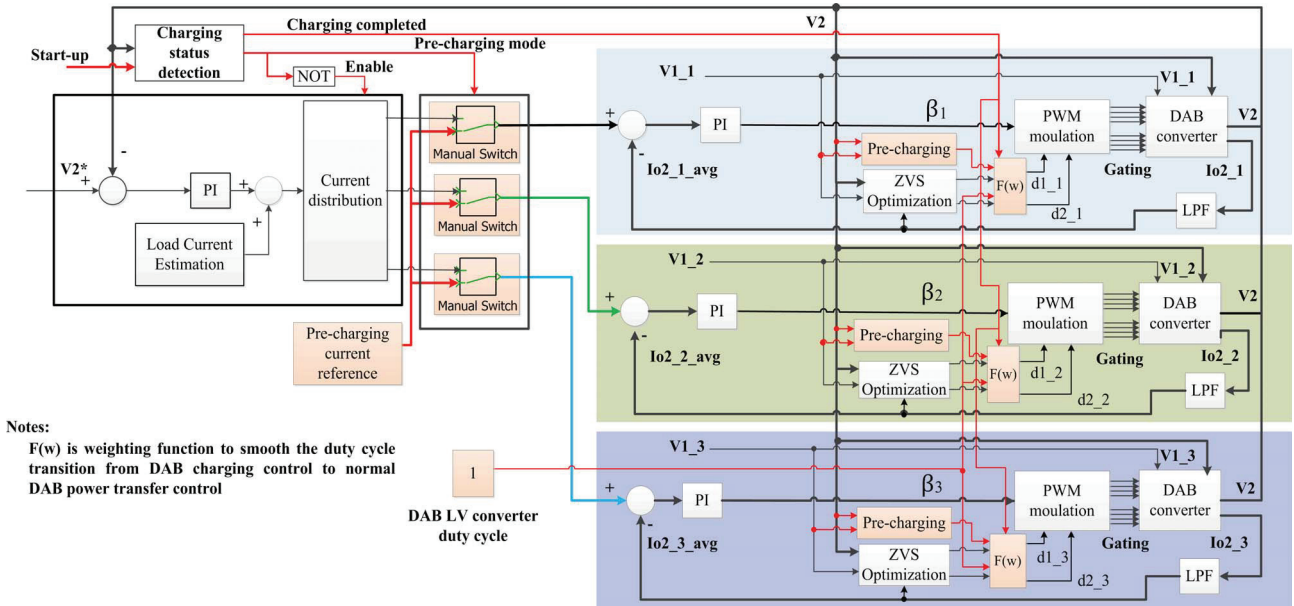 Start-up
Charging
status
detection
Charging completed
Pre-charging mode
NOT
Enable
V2*
+
-
PI
+
+
Load Current
Estimation
Current
distribution
Manual Switch
Manual Switch
Manual Switch
Pre-charging
current
reference
V2
V1_1
+
-
PI
β1
Io2_1_avg
Pre-charging
ZVS
Optimization
F(w)
d1_1
d2_1
PWM
moulation
Gating
V1_1
DAB
converter
V2
Io2_1
LPF
V1_2
+
-
PI
β2
Io2_2_avg
Pre-charging
ZVS
Optimization
F(w)
d1_2
d2_2
PWM
moulation
Gating
V1_2
DAB
converter
V2
Io2_2
LPF
V1_3
+
-
PI
β3
Io2_3_avg
Pre-charging
ZVS
Optimization
F(w)
d1_3
d2_3
PWM
moulation
Gating
V1_3
DAB
converter
V2
Io2_3
LPF
Notes:
F(w) is weighting function to smooth the duty cycle
transition from DAB charging control to normal
DAB power transfer control
1
DAB LV converter
duty cycle